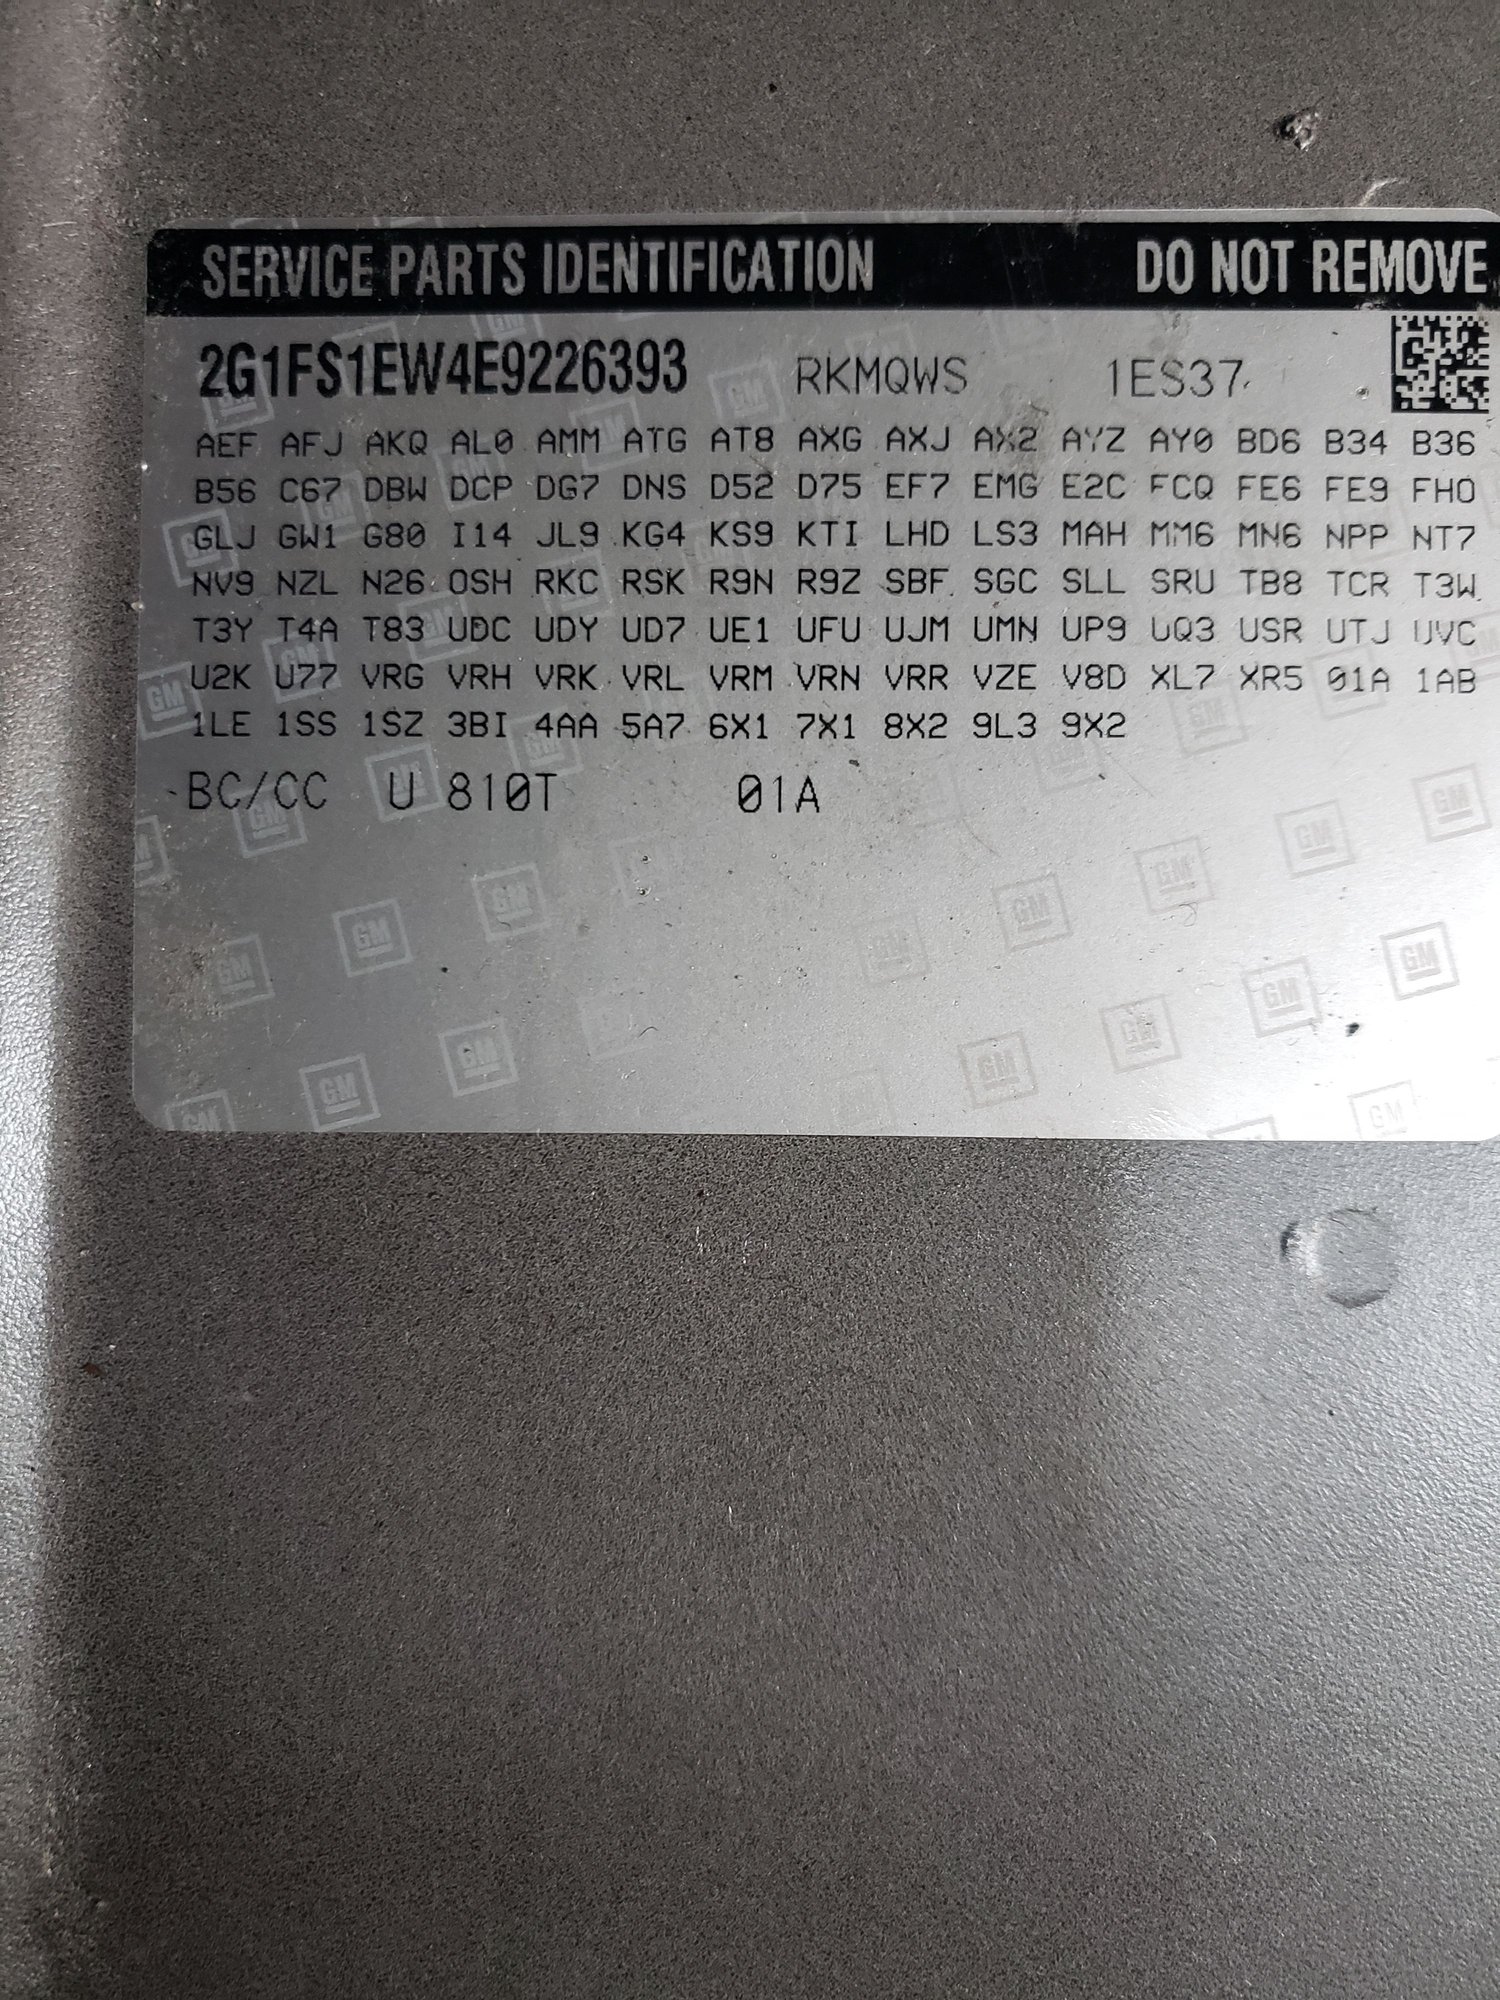 SERVICE PARTS IDENTIFICATION DO NOT REMOVE
2G1FS1EW4E9226393 RKMQWS 1ES37
AEF AFJ AKQ AL0 AMM ATG AT8 AXG AXJ AX2 AYZ AY0 BD6 B34 B36
B56 C67 DBW DCP DG7 DNS D52 D75 EF7 EMG E2C FCQ FE6 FE9 FHO
GLJ GW1 G80 I14 JL9 KG4 KS9 KTI LHD LS3 MAH MM6 MN6 NPP NT7
NV9 NZL N26 OSH RKC RSK R9N R9Z SBF SGC SLL SRU TB8 TCR T3W
T3Y T4A T83 UDC UDY UD7 UE1 UFU UJM UMN UP9 UQ3 USR UTJ UVC
U2K U77 VRG VRH VRK VRL VRM VRN VRR VZE V8D XL7 XR5 01A 1AB
1LE 1SS 1SZ 3BI 4AA 5A7 6X1 7X1 8X2 9L3 9X2
BC/CC U 810T 01A